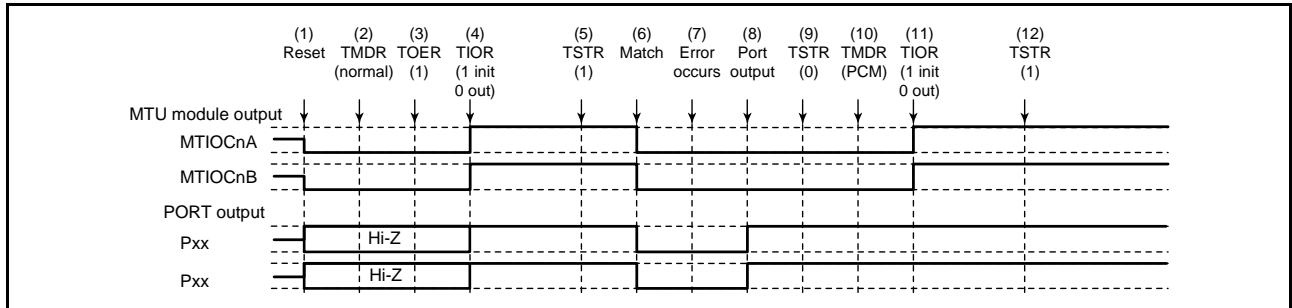 (1) (2) (3) (4) (5) (6) (7) (8) (9) (10) (11) (12)
Reset TMDR TOER TIOR TSTR Match Error Port TSTR TMDR TIOR TSTR
(normal) (1) (1 init (1) occurs output (0) (PCM) (1 init (1)
0 out) 0 out)
MTU module output
MTIOCnA
MTIOCnB
PORT output
Pxx Hi-Z
Pxx Hi-Z